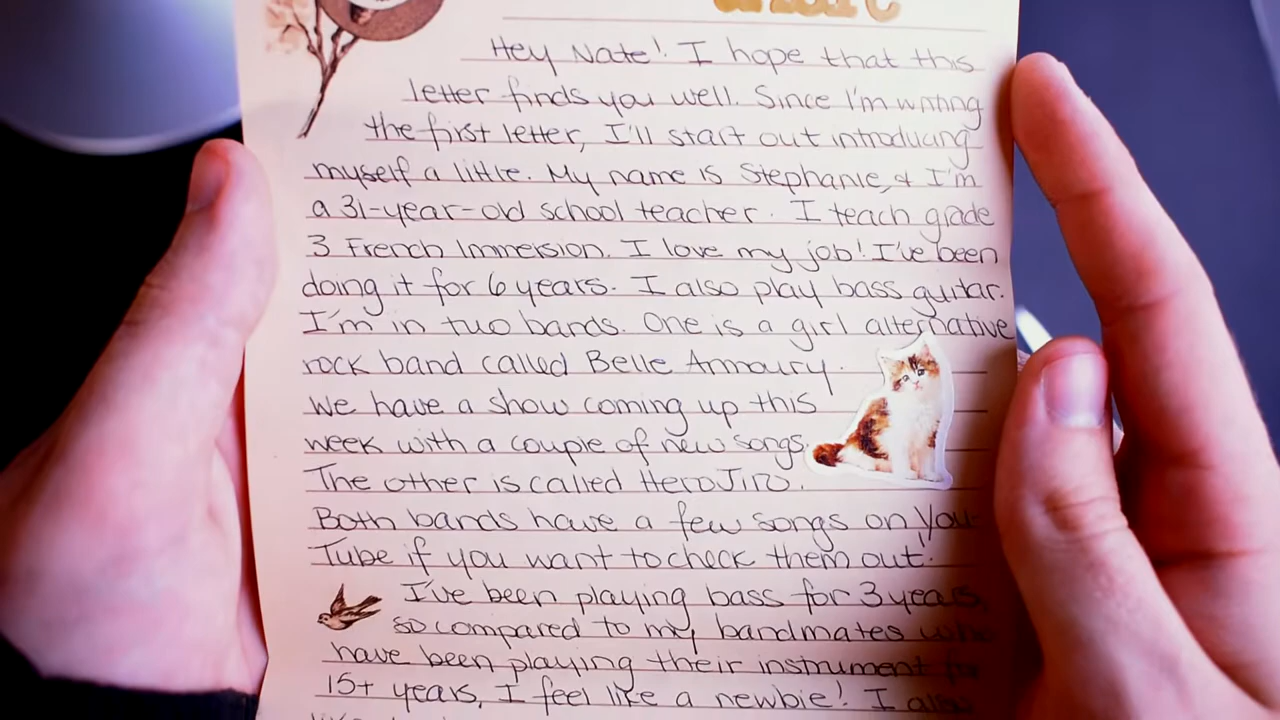 Hey Nate! I hope that this
letter finds you well. Since I'm writing
the first letter, I'll start out introducing
myself a little. My name is Stephanie, & I'm
a 31-year-old school teacher. I teach grade
3 French Immersion. I love my job! I've been
doing it for 6 years. I also play bass guitar.
I'm in two bands. One is a girl alternative
rock band called Belle Armoury.
We have a show coming up this
week with a couple of new songs.
The other is called HeroJiro.
Both bands have a few songs on You
Tube if you want to check them out!
I've been playing bass for 3 years
so compared to my bandmates who
have been playing their instrument for
15+ years, I feel like a newbie! I also